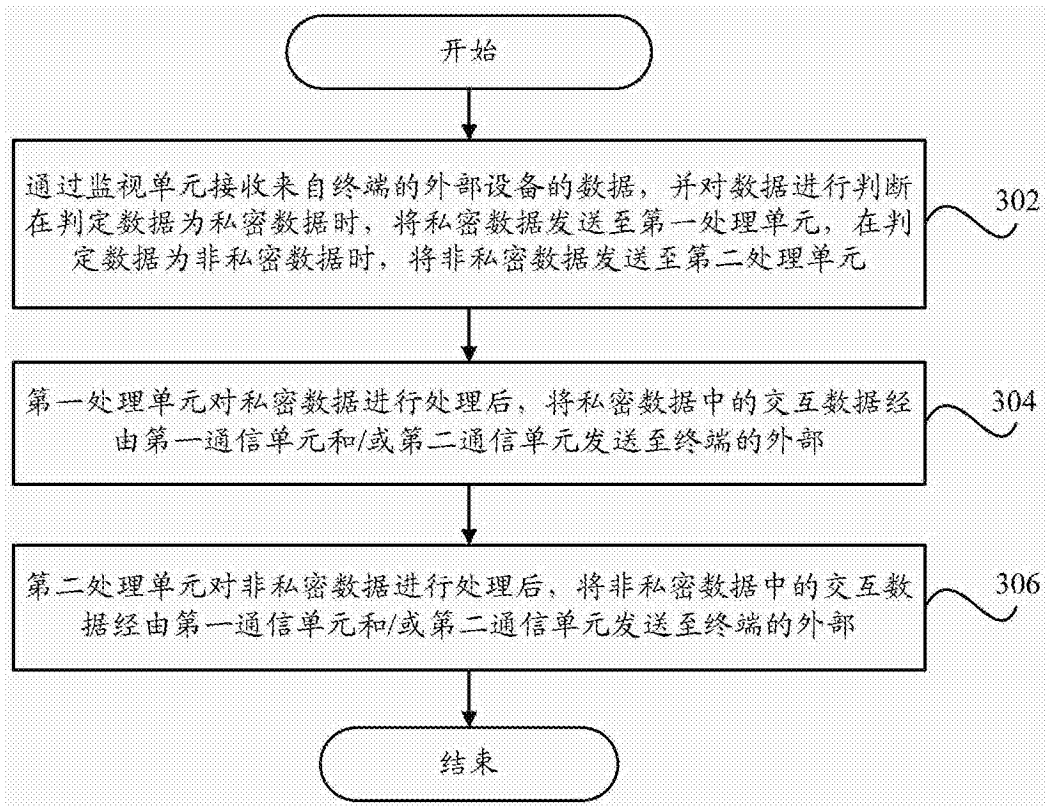 开始
通过监视单元接收来自终端的外部设备的数据，并对数据进行判断
在判定数据为私密数据时，将私密数据发送至第一处理单元，在判
定数据为非私密数据时，将非私密数据发送至第二处理单元
302
第一处理单元对私密数据进行处理后，将私密数据中的交互数据经
由第一通信单元和/或第二通信单元发送至终端的外部
304
第二处理单元对非私密数据进行处理后，将非私密数据中的交互数
据经由第一通信单元和/或第二通信单元发送至终端的外部
306
结束